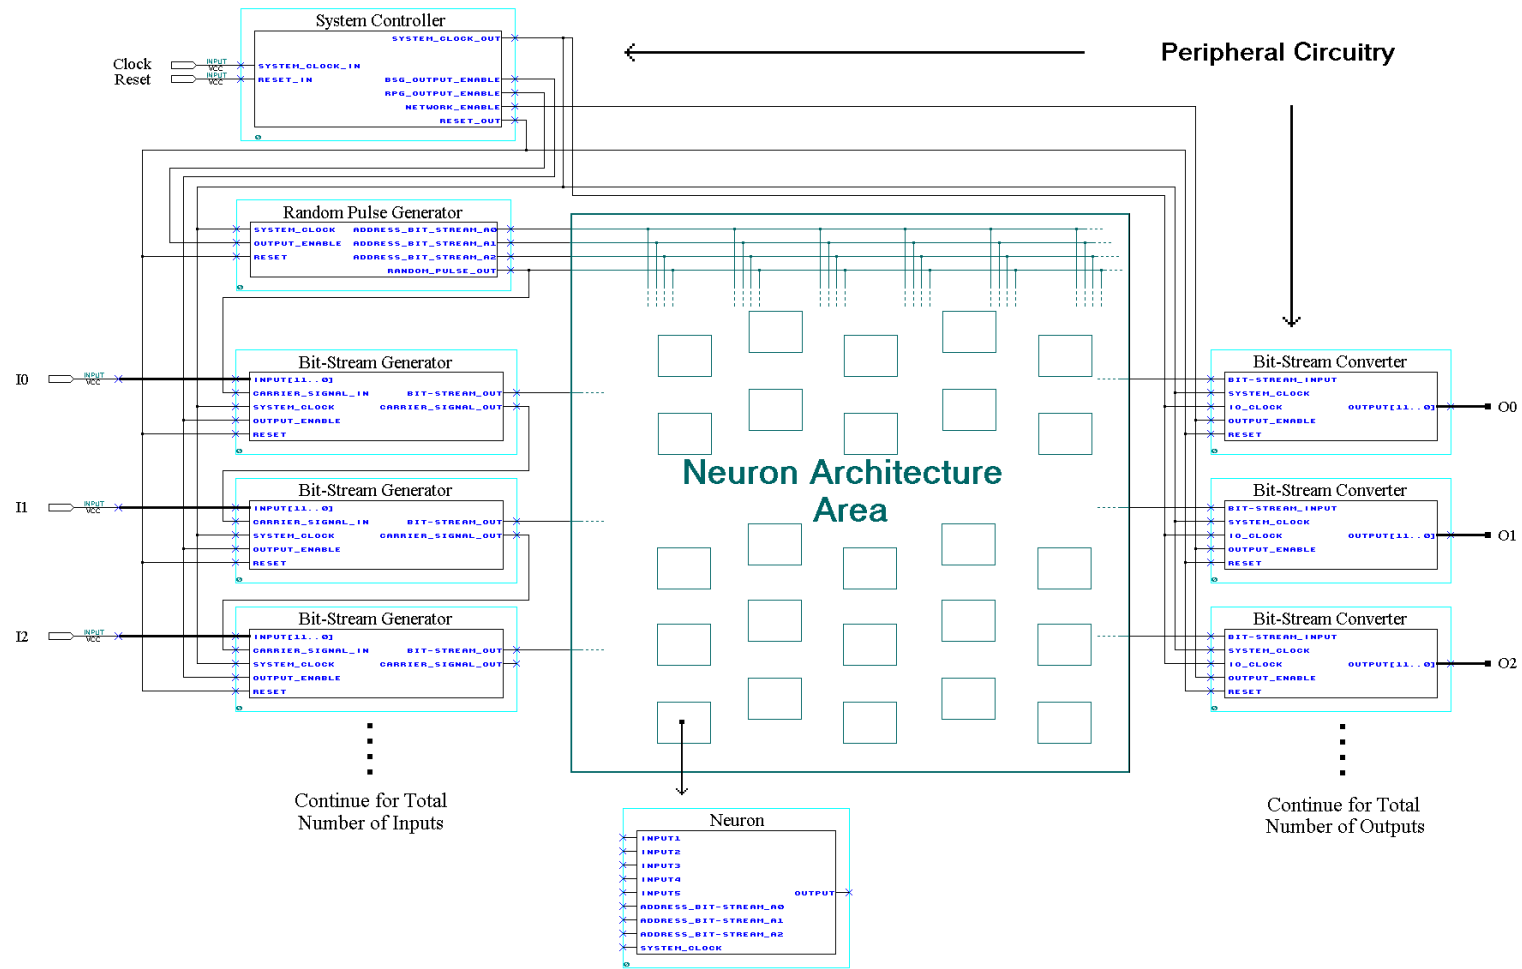 System Controller
SYSTEM_CLOCK_OUT
Peripheral Circuitry
Clock
INPUT
VCC
SYSTEM_CLOCK_IN
Reset
INPUT
VCC
RESET_IN
BSG_OUTPUT_ENABLE
RPG_OUTPUT_ENABLE
NETWORK_ENABLE
RESET_OUT
Random Pulse Generator
SYSTEM_CLOCK ADDRESS_BIT_STREAM_A0
OUTPUT_ENABLE ADDRESS_BIT_STREAM_A1
RESET ADDRESS_BIT_STREAM_A2
RANDOM_PULSE_OUT
Bit-Stream Generator
I0
INPUT
VCC
INPUT[11..0]
CARRIER_SIGNAL_IN BIT-STREAM_OUT
SYSTEM_CLOCK CARRIER_SIGNAL_OUT
OUTPUT_ENABLE
RESET
Bit-Stream Generator
I1
INPUT
VCC
INPUT[11..0]
CARRIER_SIGNAL_IN BIT-STREAM_OUT
SYSTEM_CLOCK CARRIER_SIGNAL_OUT
OUTPUT_ENABLE
RESET
Bit-Stream Generator
I2
INPUT
VCC
INPUT[11..0]
CARRIER_SIGNAL_IN BIT-STREAM_OUT
SYSTEM_CLOCK CARRIER_SIGNAL_OUT
OUTPUT_ENABLE
RESET
Continue for Total
Number of Inputs
Neuron Architecture
Area
Bit-Stream Converter
BIT-STREAM_INPUT
SYSTEM_CLOCK
IO_CLOCK OUTPUT[11..0]
O0
OUTPUT_ENABLE
RESET
Bit-Stream Converter
BIT-STREAM_INPUT
SYSTEM_CLOCK
IO_CLOCK OUTPUT[11..0]
O1
OUTPUT_ENABLE
RESET
Bit-Stream Converter
BIT-STREAM_INPUT
SYSTEM_CLOCK
IO_CLOCK OUTPUT[11..0]
O2
OUTPUT_ENABLE
RESET
Continue for Total
Number of Outputs
Neuron
INPUT1
INPUT2
INPUT3
INPUT4
INPUT5 OUTPUT
ADDRESS_BIT-STREAM_A0
ADDRESS_BIT-STREAM_A1
ADDRESS_BIT-STREAM_A2
SYSTEM_CLOCK